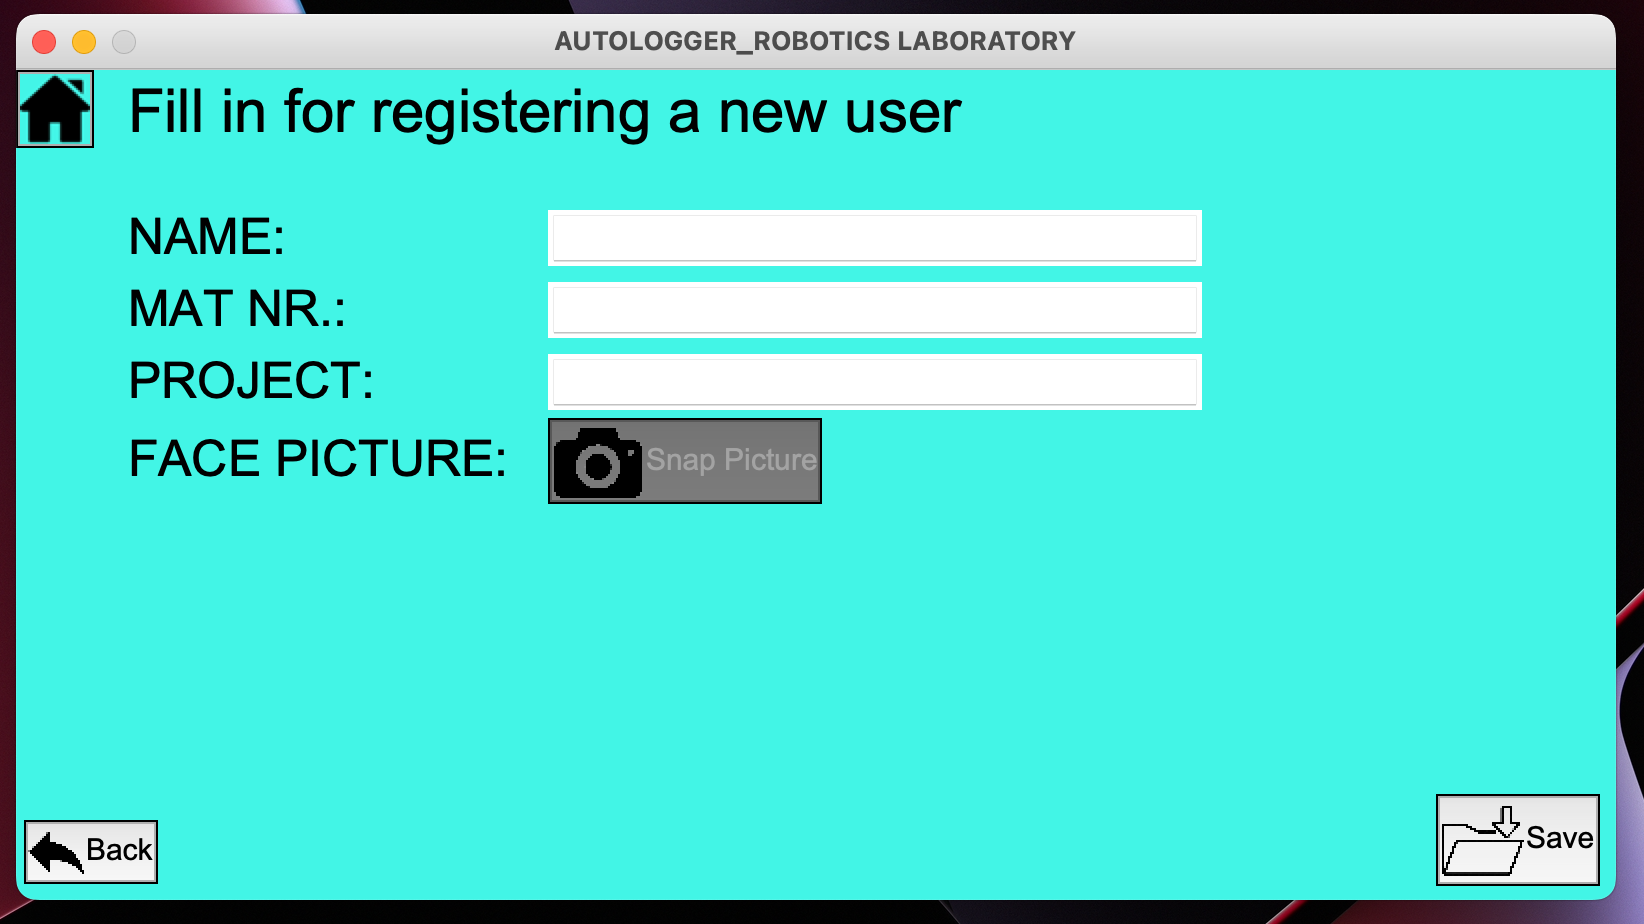 AUTOLOGGER_ROBOTICS LABORATORY
Fill in for registering a new user
NAME:
MAT NR.:
PROJECT:
FACE PICTURE:
Snap Picture
Back
Save